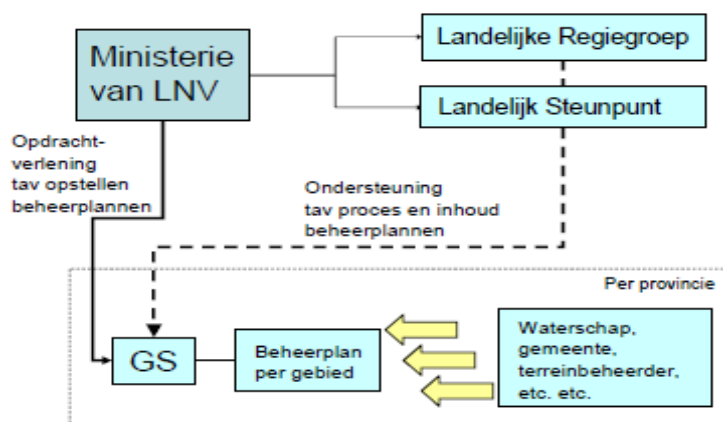 Ministerie
van LNV
Landelijke Regiegroep
Landelijk Steunpunt
Opdracht-
verlening
tav opstellen
beheerplannen
Ondersteuning
tav proces en inhoud
beheerplannen
Per provincie
GS
Beheerplan
per gebied
Waterschap,
gemeente,
terreinbeheerder,
etc. etc.